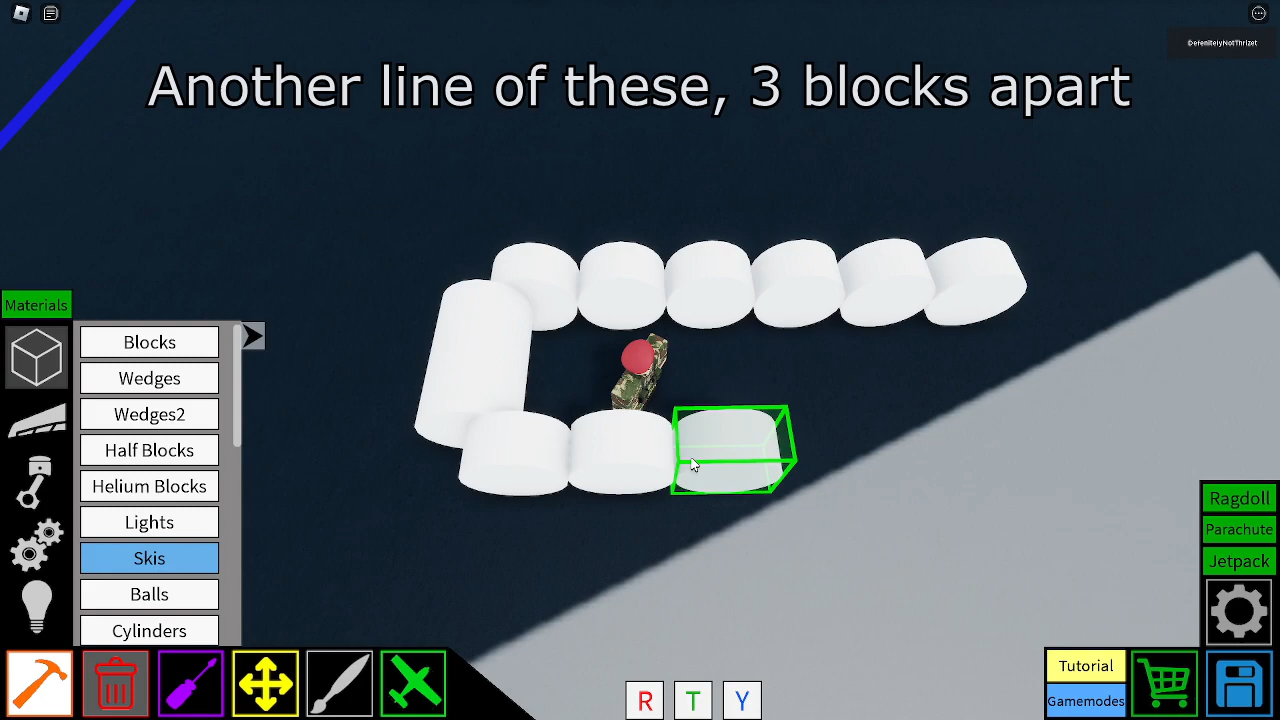 DefenitelyNotThrizet
Another line of these, 3 blocks apart
Materials
Blocks
Wedges
Wedges2
Half Blocks
Helium Blocks
Lights
Skis
Balls
Cylinders
Ragdoll
Parachute
Jetpack
Tutorial
Gamemodes
R T Y